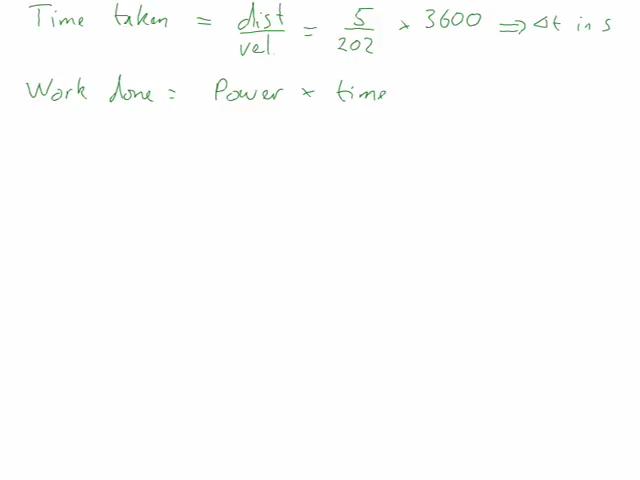 Time taken = dist/vel. = 5/202 × 3600 ⇒ Δt in s
Work done = Power × time